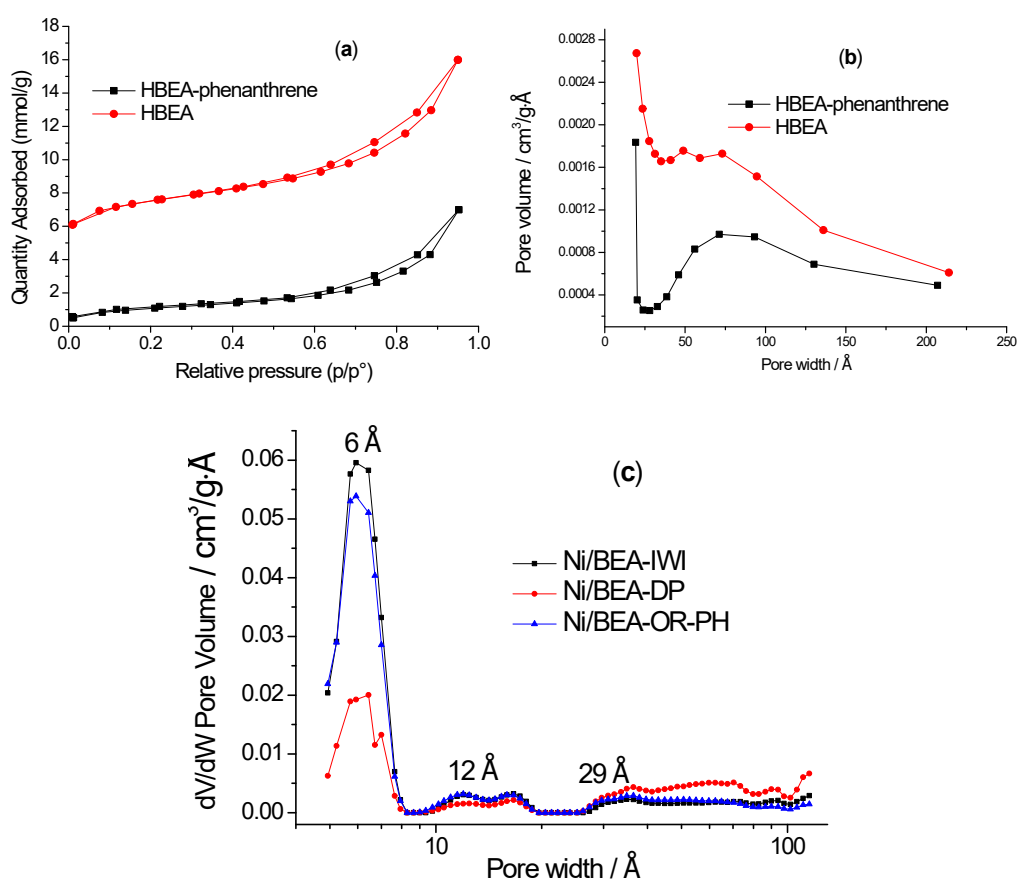 (a)
HBEA-phenanthrene
HBEA
Quantity Adsorbed (mmol/g)
18
16
14
12
10
8
6
4
2
0
0.0 0.2 0.4 0.6 0.8 1.0
Relative pressure (p/p°)
(b)
HBEA-phenanthrene
HBEA
Pore volume / cm³/g·Å
0.0028
0.0024
0.0020
0.0016
0.0012
0.0008
0.0004
0 50 100 150 200 250
Pore width / Å
(c)
6 Å
12 Å
29 Å
Ni/BEA-IWI
Ni/BEA-DP
Ni/BEA-OR-PH
dV/dW Pore Volume / cm³/g·Å
0.06
0.05
0.04
0.03
0.02
0.01
0.00
10 100
Pore width / Å